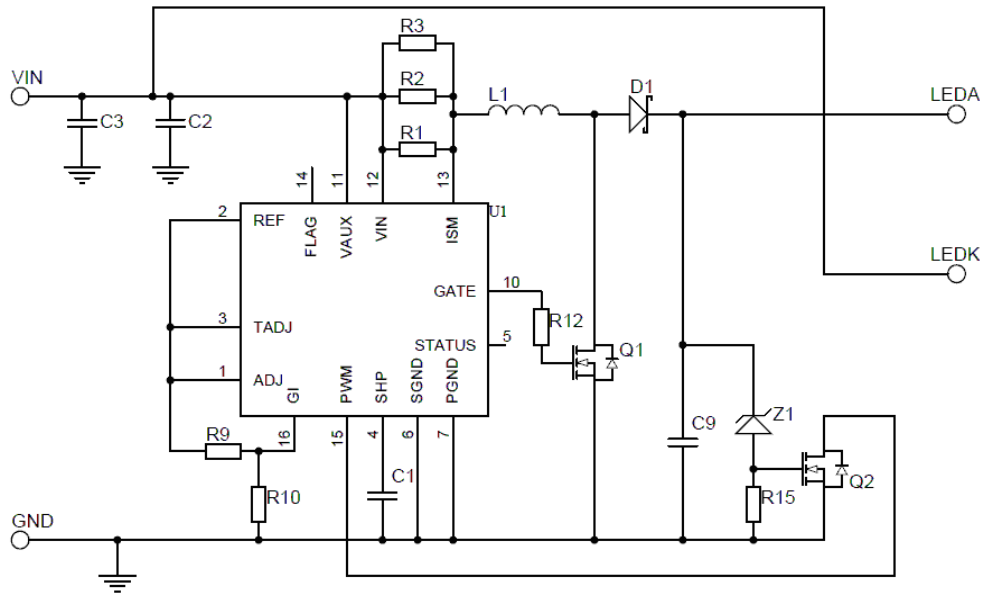 R3
VIN
R2
L1
D1
LEDA
C3
C2
R1
14
11
12
13
2
REF
FLAG
VAUX
VIN
ISM
U1
LEDK
GATE
10
3
TADJ
R12
STATUS
5
Q1
1
ADJ
GI
PWM
SHP
SGND
PGND
R9
16
15
4
6
7
C9
Z1
C1
R10
R15
Q2
GND